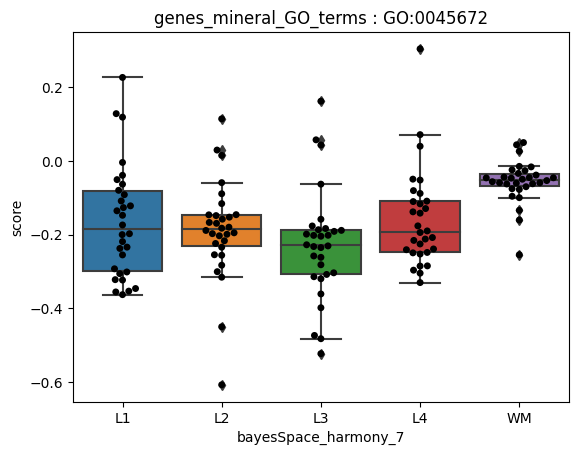 genes_mineral_GO_terms : GO:0045672
0.2
0.0
−0.2
−0.4
−0.6
score
L1 L2 L3 L4 WM
bayesSpace_harmony_7